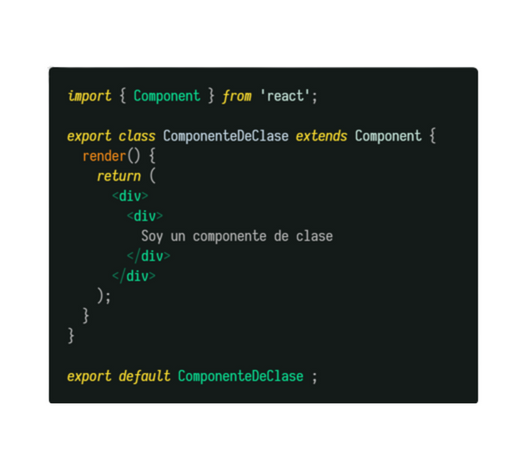 import { Component } from 'react';
export class ComponenteDeClase extends Component {
render() {
return (
<div>
<div>
Soy un componente de clase
</div>
</div>
);
}
}
export default ComponenteDeClase ;